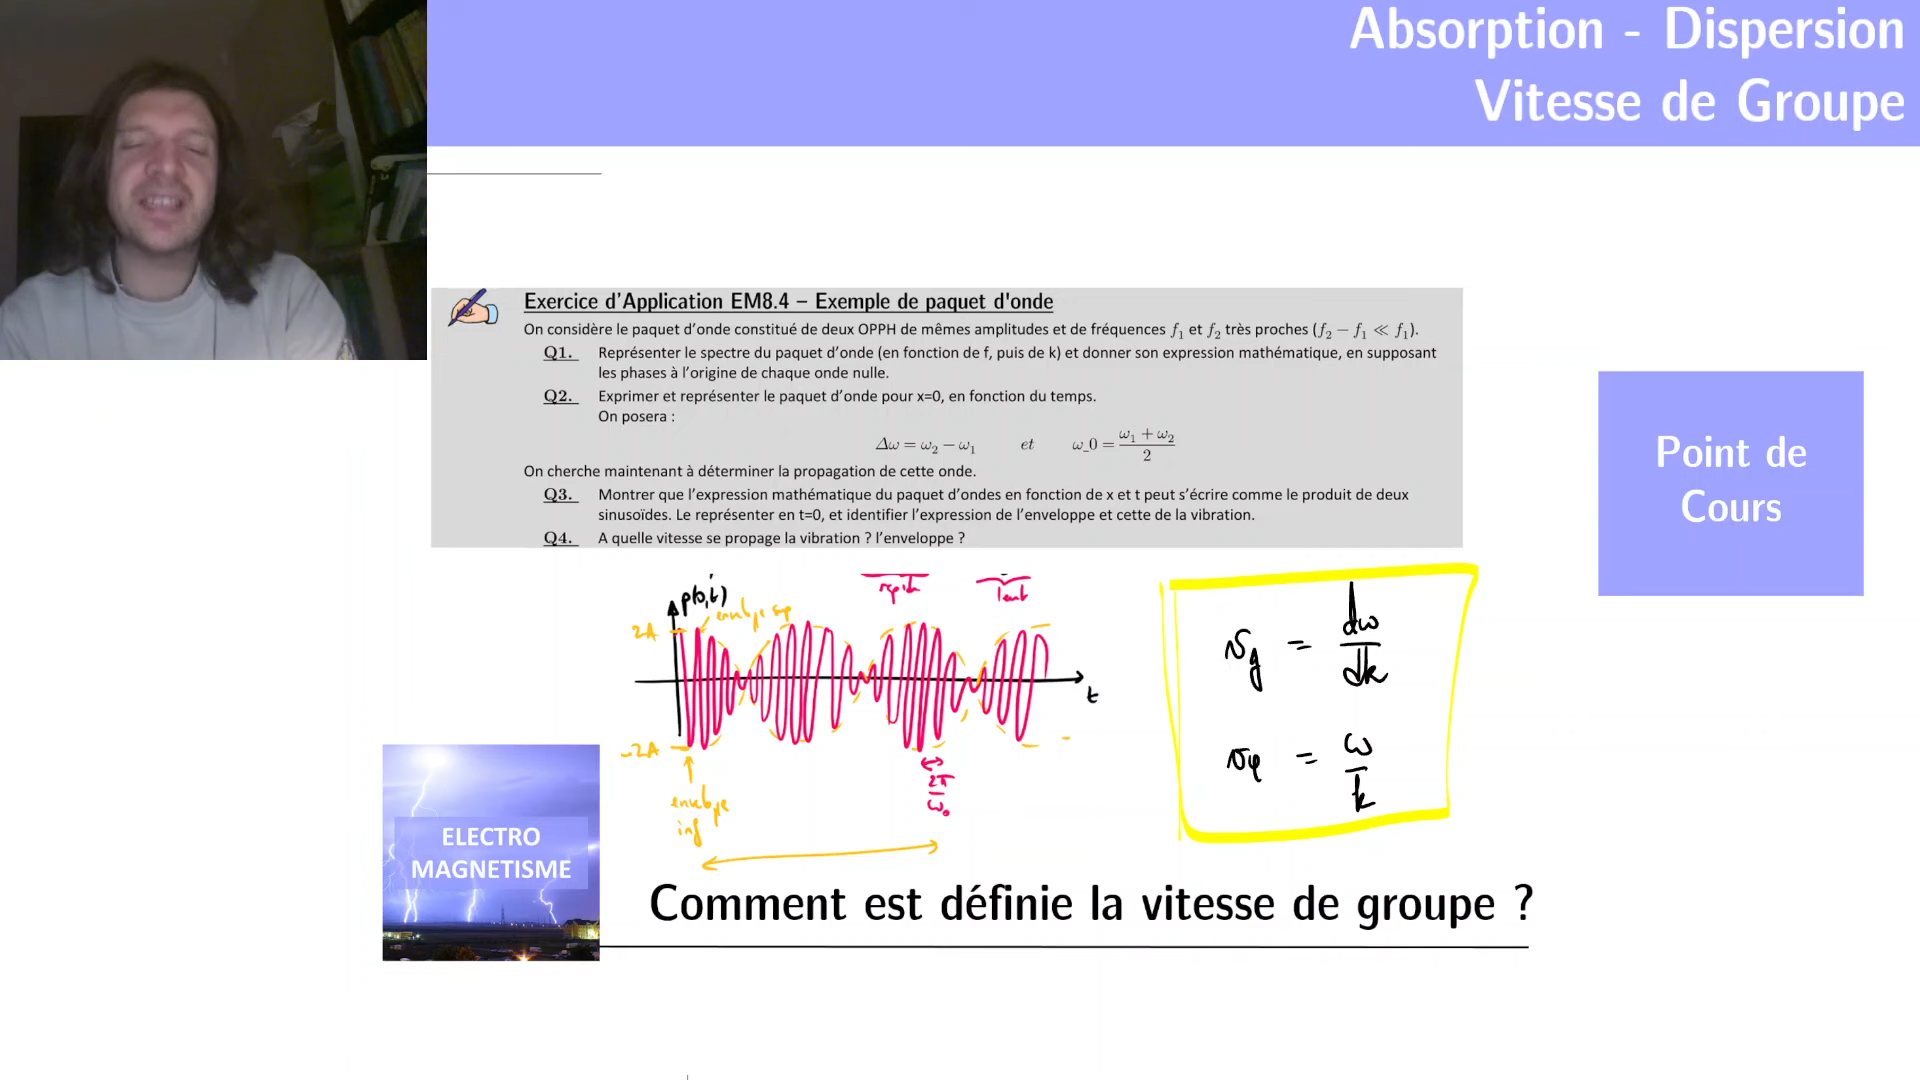 Absorption - Dispersion
Vitesse de Groupe
Exercice d'Application EM8.4 – Exemple de paquet d'onde
On considère le paquet d'onde constitué de deux OPPH de mêmes amplitudes et de fréquences f₁ et f₂ très proches (f₂ − f₁ ≪ f₁).
Q1. Représenter le spectre du paquet d'onde (en fonction de f, puis de k) et donner son expression mathématique, en supposant
les phases à l'origine de chaque onde nulle.
Q2. Exprimer et représenter le paquet d'onde pour x=0, en fonction du temps.
On posera :
Δω = ω₂ − ω₁ et ω_0 = (ω₁ + ω₂)/2
On cherche maintenant à déterminer la propagation de cette onde.
Q3. Montrer que l'expression mathématique du paquet d'ondes en fonction de x et t peut s'écrire comme le produit de deux
sinusoïdes. Le représenter en t=0, et identifier l'expression de l'enveloppe et cette de la vibration.
Q4. A quelle vitesse se propage la vibration ? l'enveloppe ?
Point de
Cours
rapide
lent
p(0,t)
2A
t
-2A
2π/ω₀
v_g = dω/dk
v_φ = ω/k
ELECTRO
MAGNETISME
Comment est définie la vitesse de groupe ?